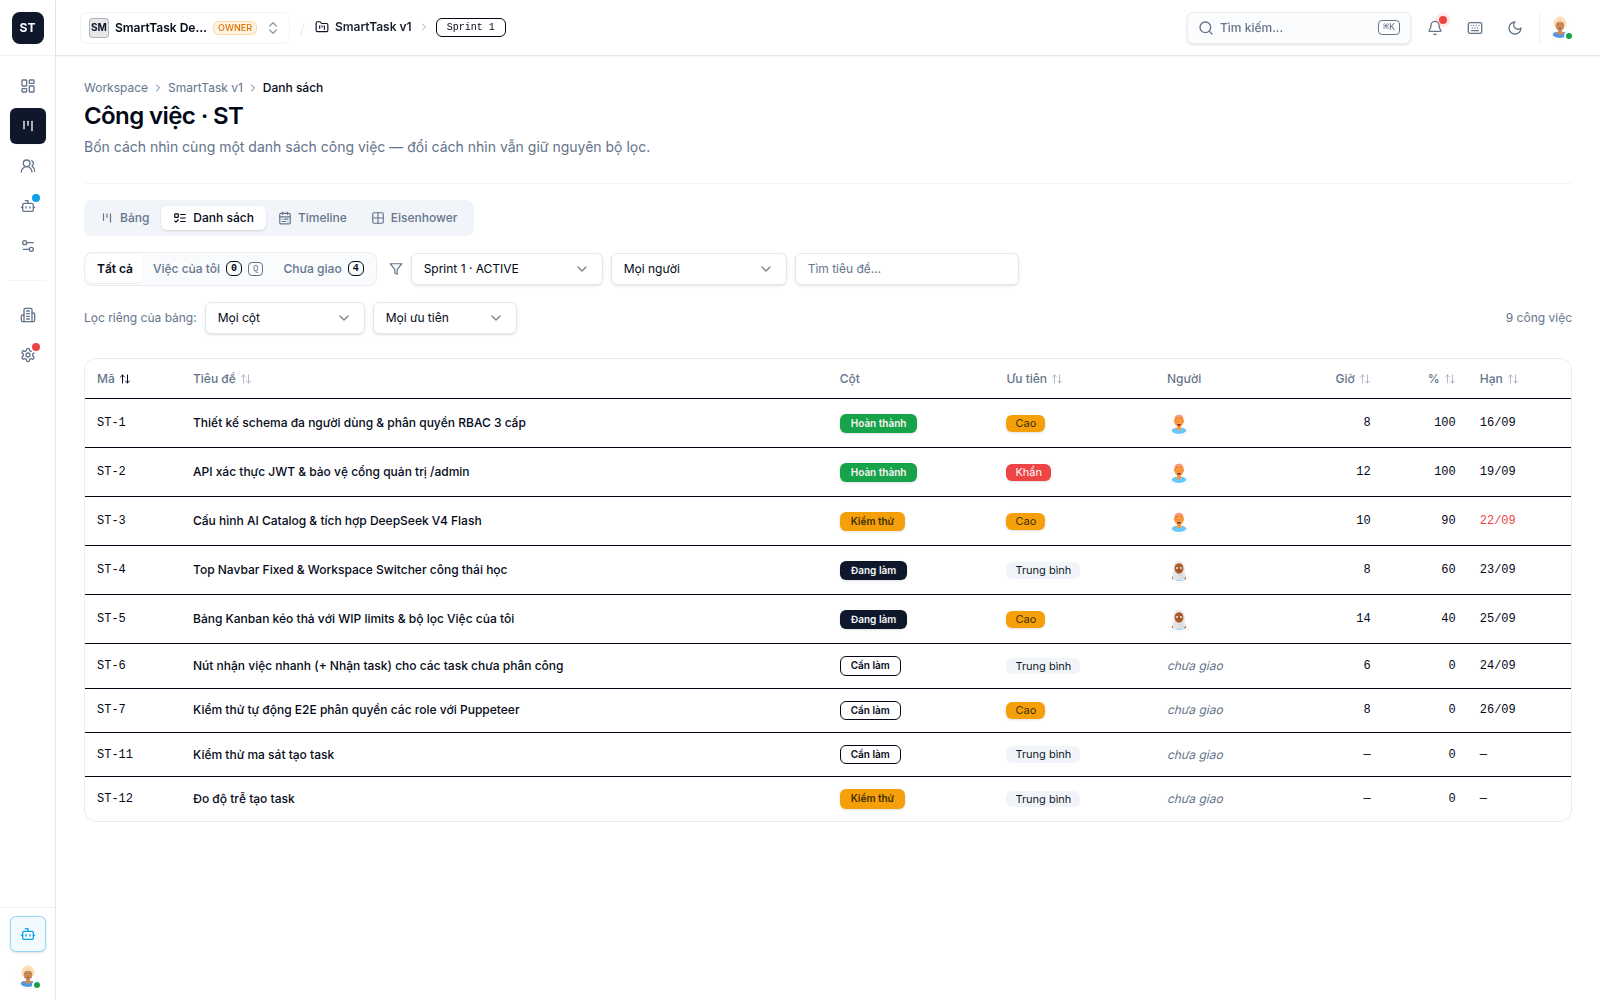 ST
SM SmartTask De... OWNER / SmartTask v1 > Sprint 1
Tìm kiếm... ⌘K
Workspace > SmartTask v1 > Danh sách
Công việc · ST
Bốn cách nhìn cùng một danh sách công việc — đổi cách nhìn vẫn giữ nguyên bộ lọc.
Bảng Danh sách Timeline Eisenhower
Tất cả Việc của tôi 0 Q Chưa giao 4 Sprint 1 · ACTIVE Mọi người Tìm tiêu đề...
Lọc riêng của bảng: Mọi cột Mọi ưu tiên 9 công việc
Mã Tiêu đề Cột Ưu tiên Người Giờ % Hạn
ST-1 Thiết kế schema đa người dùng & phân quyền RBAC 3 cấp Hoàn thành Cao 8 100 16/09
ST-2 API xác thực JWT & bảo vệ cổng quản trị /admin Hoàn thành Khẩn 12 100 19/09
ST-3 Cấu hình AI Catalog & tích hợp DeepSeek V4 Flash Kiểm thử Cao 10 90 22/09
ST-4 Top Navbar Fixed & Workspace Switcher công thái học Đang làm Trung bình 8 60 23/09
ST-5 Bảng Kanban kéo thả với WIP limits & bộ lọc Việc của tôi Đang làm Cao 14 40 25/09
ST-6 Nút nhận việc nhanh (+ Nhận task) cho các task chưa phân công Cần làm Trung bình chưa giao 6 0 24/09
ST-7 Kiểm thử tự động E2E phân quyền các role với Puppeteer Cần làm Cao chưa giao 8 0 26/09
ST-11 Kiểm thử ma sát tạo task Cần làm Trung bình chưa giao — 0 —
ST-12 Đo độ trễ tạo task Kiểm thử Trung bình chưa giao — 0 —